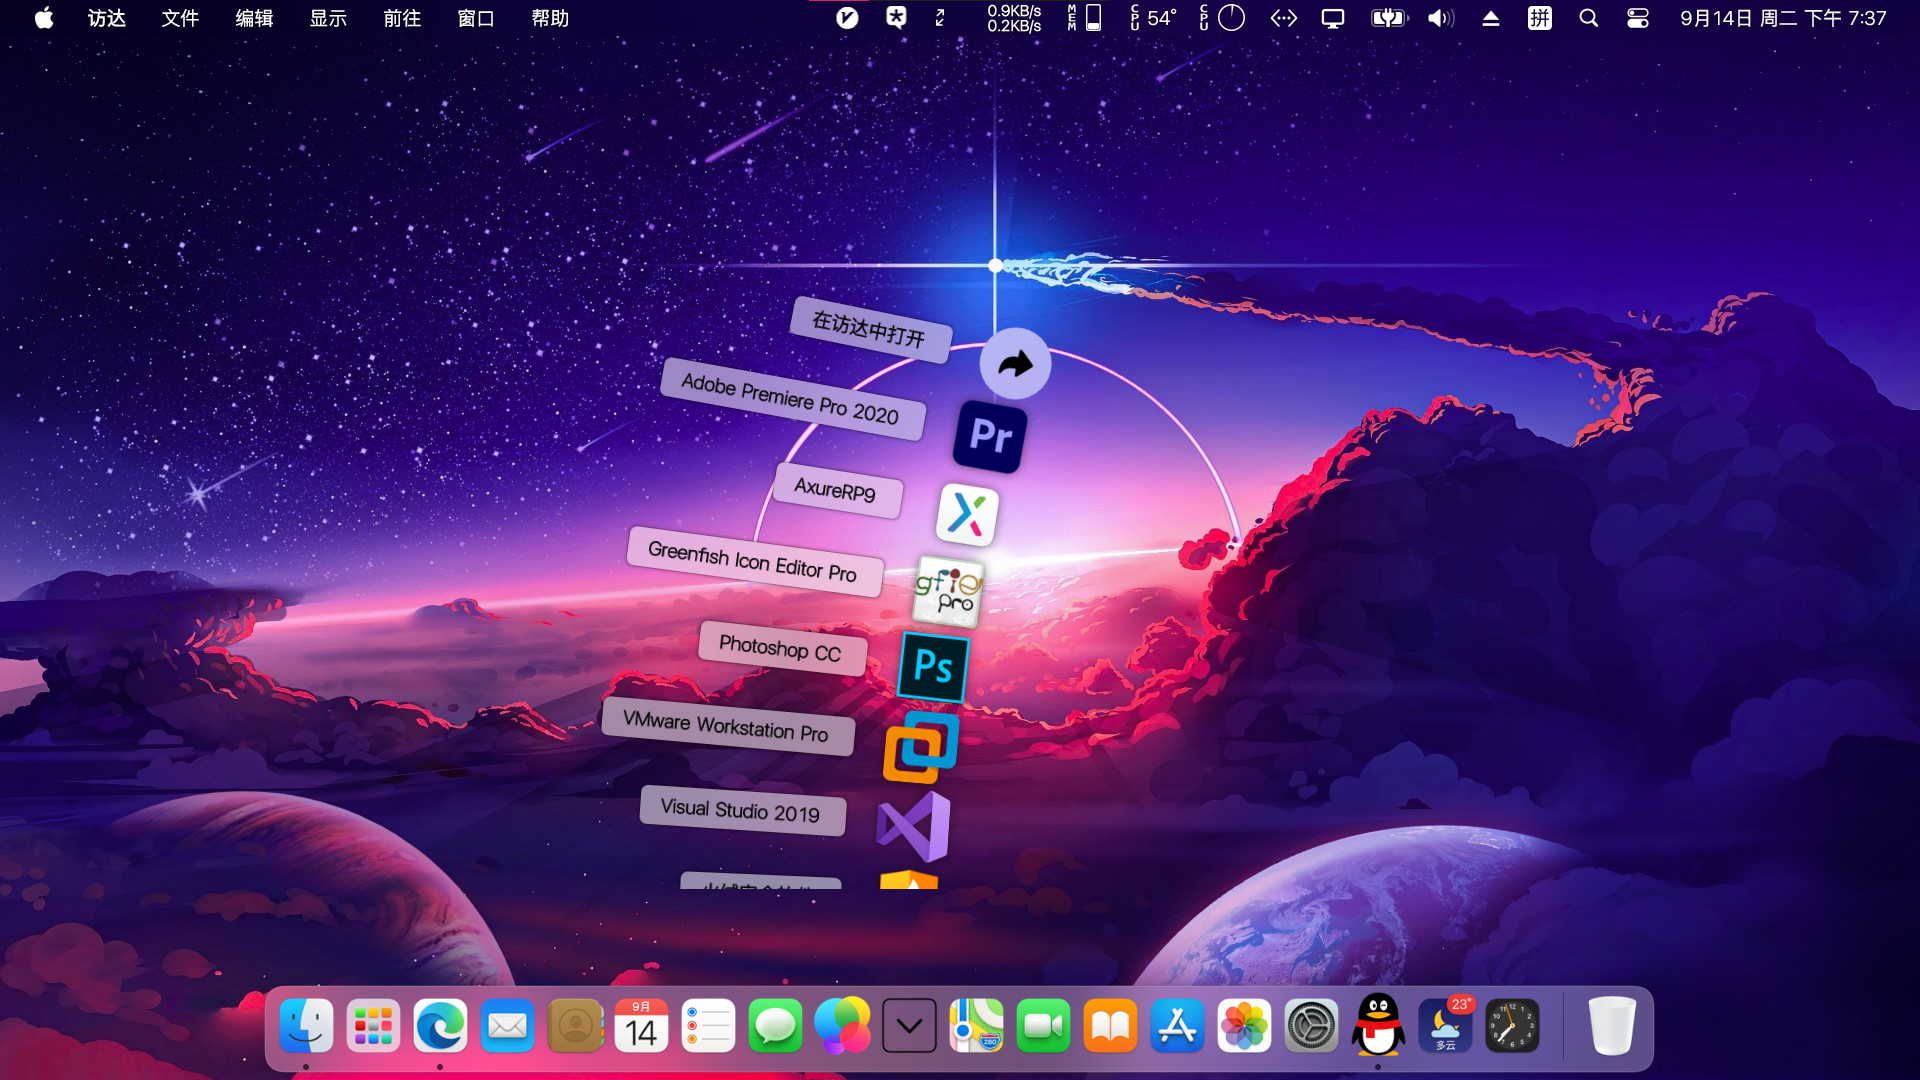 访达 文件 编辑 显示 前往 窗口 帮助
0.9KB/s
0.2KB/s
MEM
CPU 54°
CPU
拼
9月14日 周二 下午 7:37
在访达中打开
Adobe Premiere Pro 2020
Pr
AxureRP9
Greenfish Icon Editor Pro
gfie
pro
Photoshop CC
Ps
VMware Workstation Pro
Visual Studio 2019
9月
14
280
23°
多云